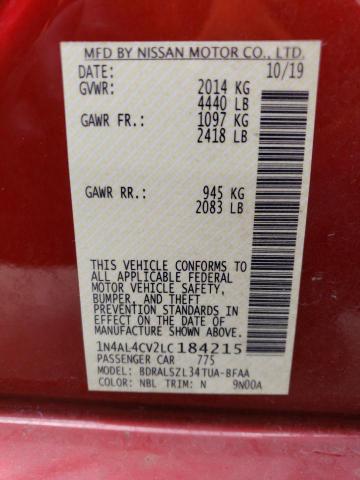 MFD BY NISSAN MOTOR CO., LTD.
DATE: 10/19
GVWR: 2014 KG
4440 LB
GAWR FR.: 1097 KG
2418 LB
GAWR RR.: 945 KG
2083 LB
THIS VEHICLE CONFORMS TO
ALL APPLICABLE FEDERAL
MOTOR VEHICLE SAFETY,
BUMPER, AND THEFT
PREVENTION STANDARDS
IN EFFECT ON THE DATE OF
MANUFACTURE SHOWN ABOVE.
1N4AL4CV2LC184215
PASSENGER CAR 775
MODEL: BDRALSZL34TUA-BFAA
COLOR: NBL TRIM: N 9N00A